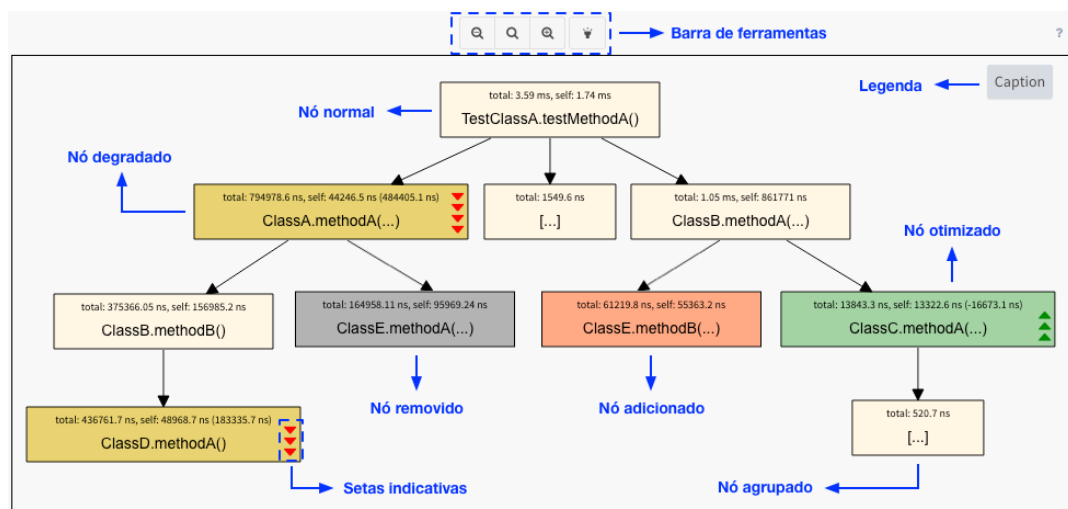 Barra de ferramentas
?
Legenda
Caption
total: 3.59 ms, self: 1.74 ms
TestClassA.testMethodA()
Nó normal
Nó degradado
total: 794978.6 ns, self: 44246.5 ns (484405.1 ns)
ClassA.methodA(...)
total: 1549.6 ns
[...]
total: 1.05 ms, self: 861771 ns
ClassB.methodA(...)
Nó otimizado
total: 375366.05 ns, self: 156985.2 ns
ClassB.methodB()
total: 164958.11 ns, self: 95969.24 ns
ClassE.methodA(...)
total: 61219.8 ns, self: 55363.2 ns
ClassE.methodB(...)
total: 13843.3 ns, self: 13322.6 ns (-16673.1 ns)
ClassC.methodA(...)
Nó removido
Nó adicionado
total: 436761.7 ns, self: 48968.7 ns (183335.7 ns)
ClassD.methodA()
total: 520.7 ns
[...]
Setas indicativas
Nó agrupado